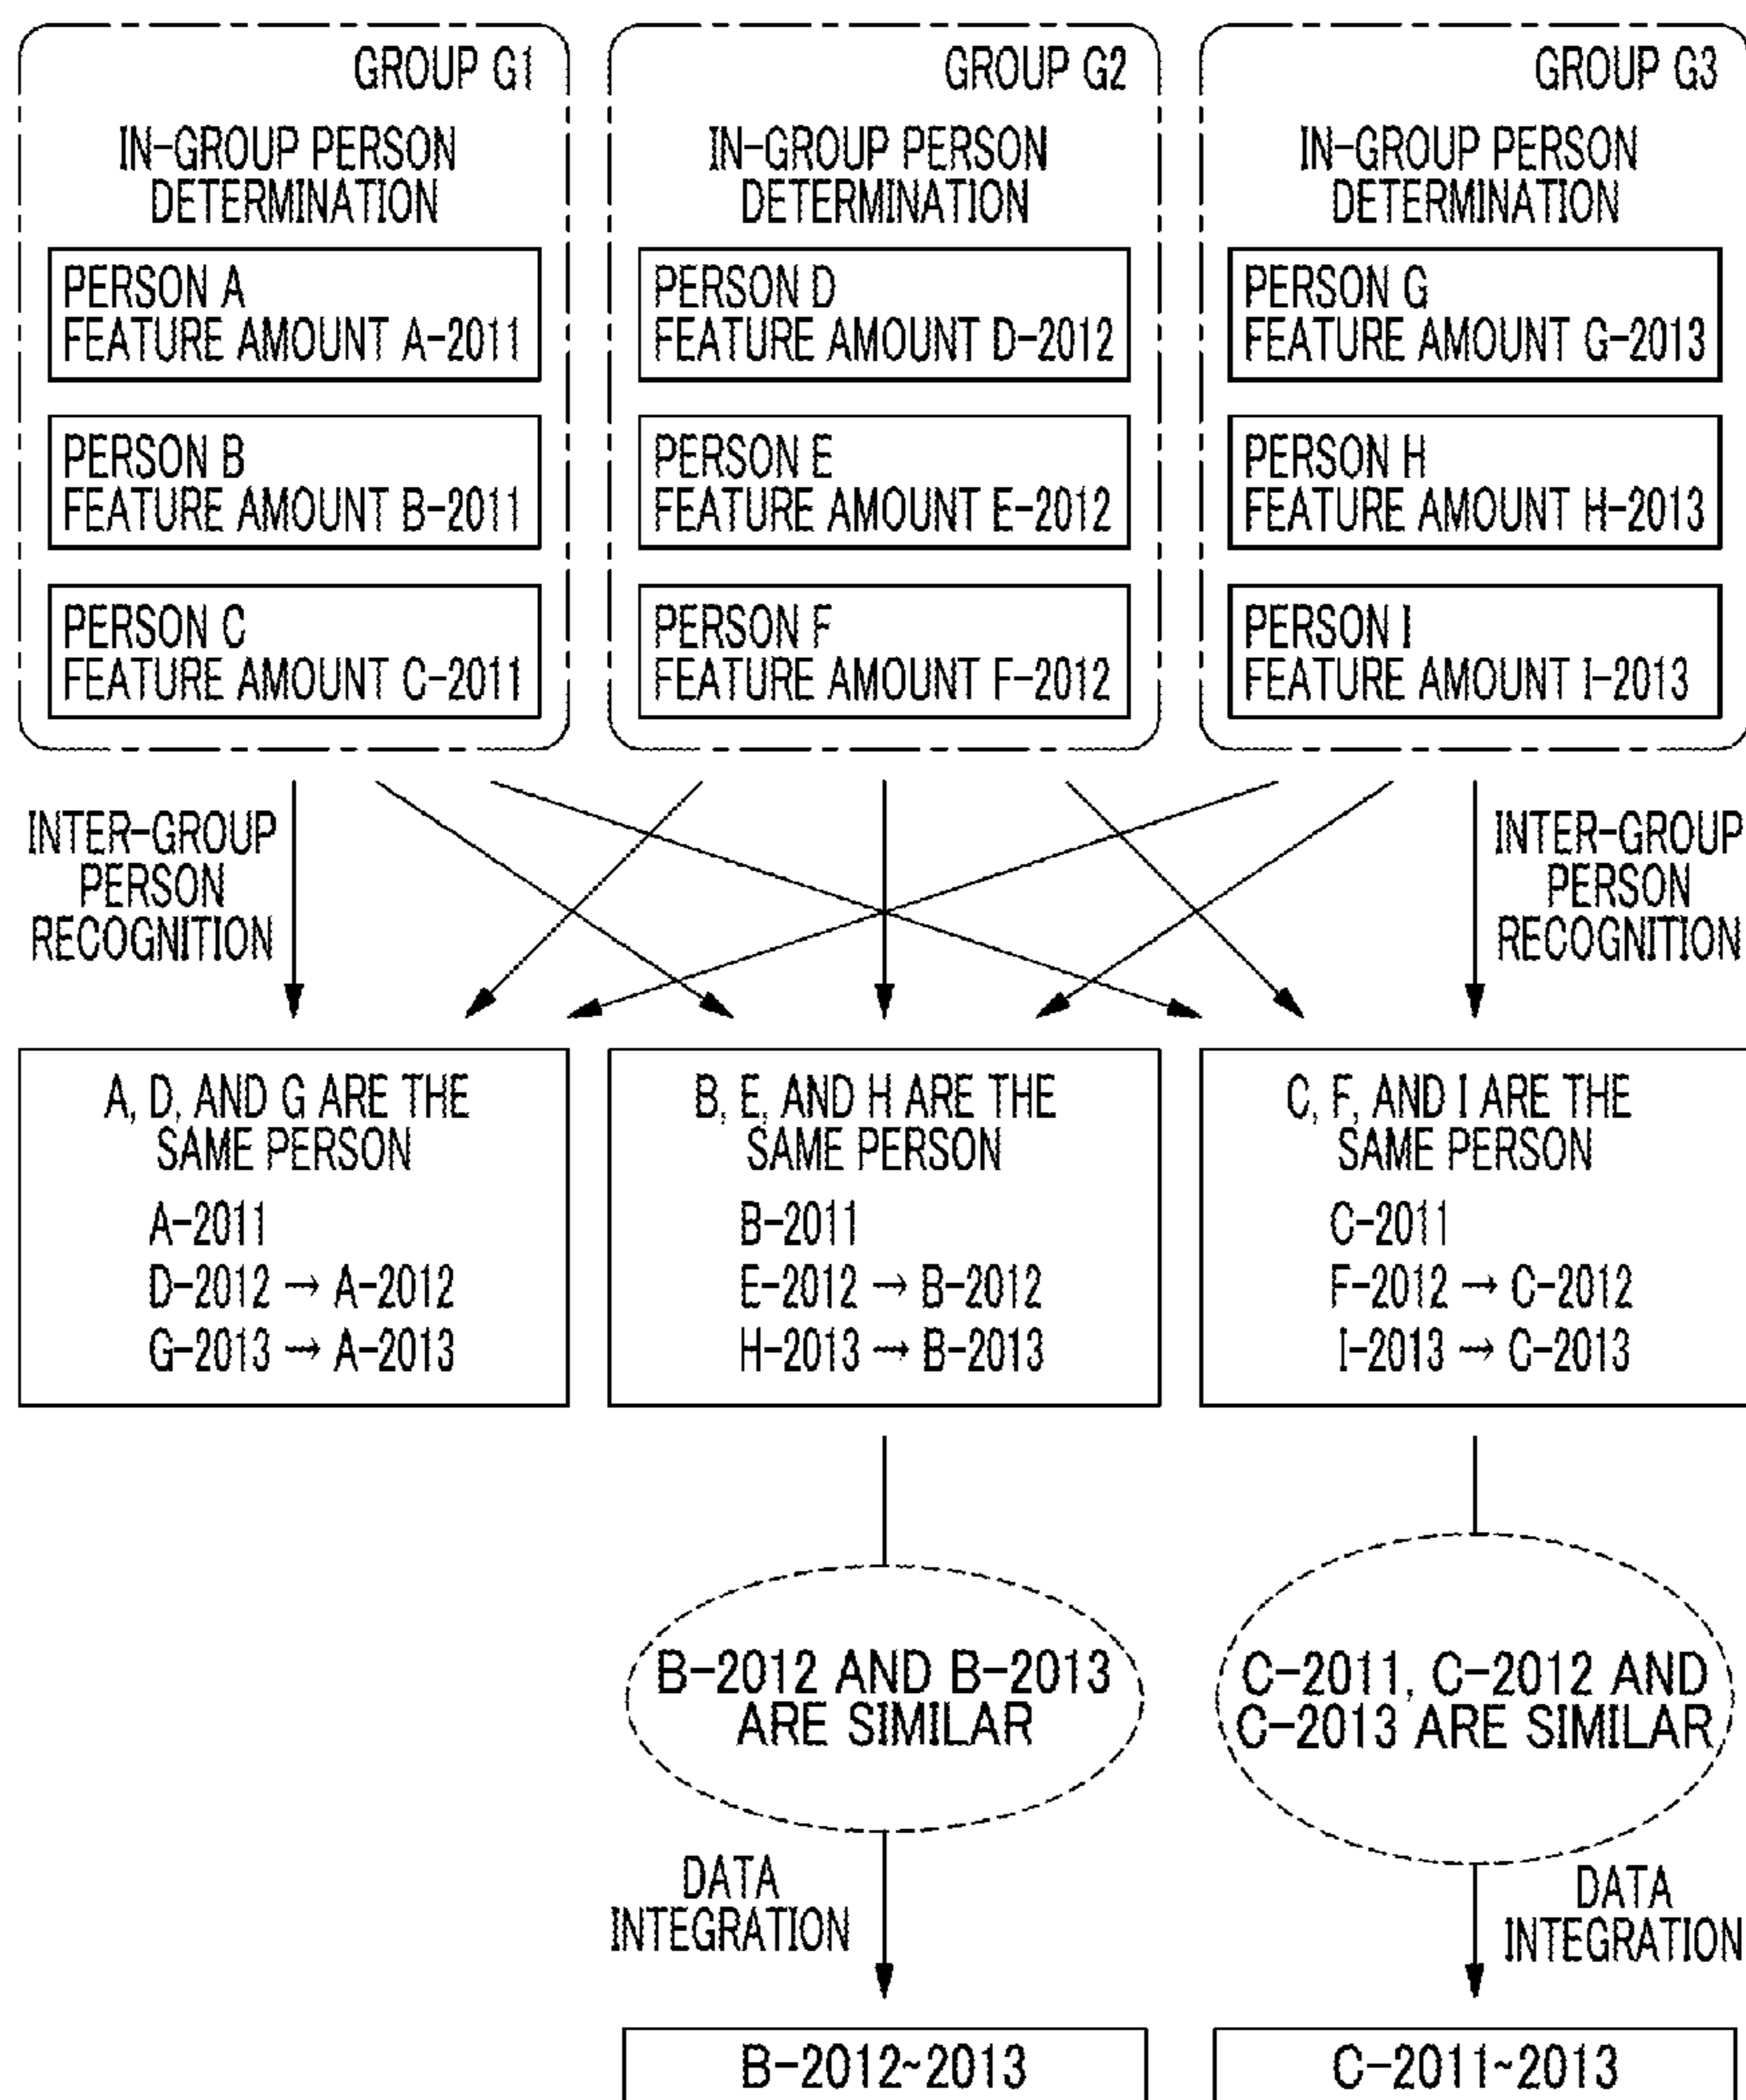 GROUP G1
IN-GROUP PERSON
DETERMINATION
PERSON A
FEATURE AMOUNT A-2011
PERSON B
FEATURE AMOUNT B-2011
PERSON C
FEATURE AMOUNT C-2011
GROUP G2
IN-GROUP PERSON
DETERMINATION
PERSON D
FEATURE AMOUNT D-2012
PERSON E
FEATURE AMOUNT E-2012
PERSON F
FEATURE AMOUNT F-2012
GROUP G3
IN-GROUP PERSON
DETERMINATION
PERSON G
FEATURE AMOUNT G-2013
PERSON H
FEATURE AMOUNT H-2013
PERSON I
FEATURE AMOUNT I-2013
INTER-GROUP
PERSON
RECOGNITION
INTER-GROUP
PERSON
RECOGNITION
A, D, AND G ARE THE
SAME PERSON
A-2011
D-2012 → A-2012
G-2013 → A-2013
B, E, AND H ARE THE
SAME PERSON
B-2011
E-2012 → B-2012
H-2013 → B-2013
C, F, AND I ARE THE
SAME PERSON
C-2011
F-2012 → C-2012
I-2013 → C-2013
B-2012 AND B-2013
ARE SIMILAR
C-2011, C-2012 AND
C-2013 ARE SIMILAR
DATA
INTEGRATION
DATA
INTEGRATION
B-2012~2013
C-2011~2013